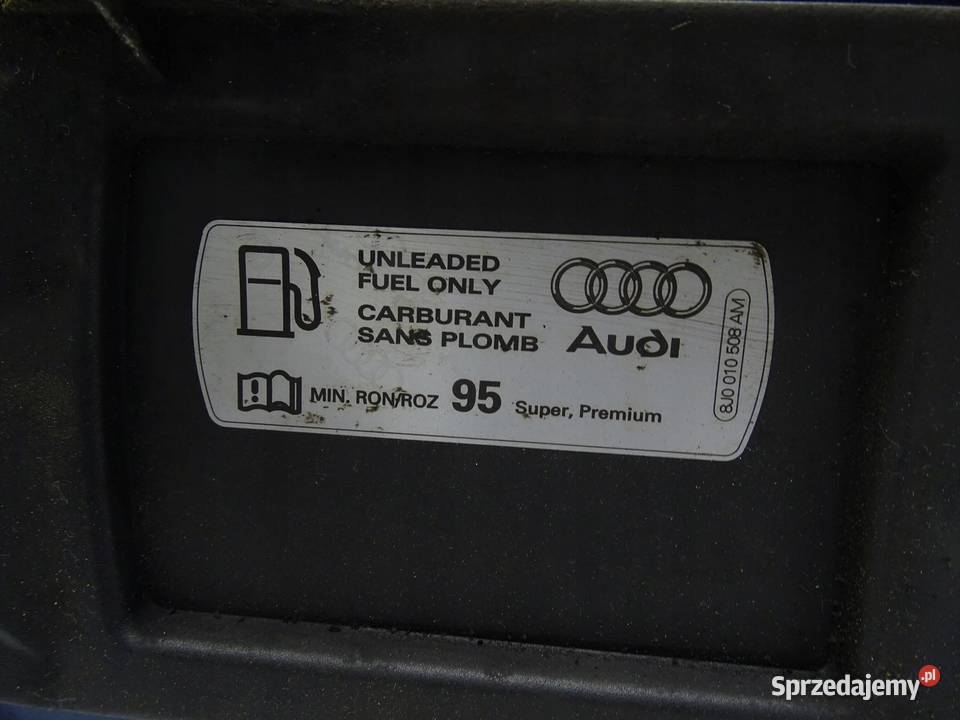 UNLEADED
FUEL ONLY
CARBURANT
SANS PLOMB
Audi
8J0 010 508 AM
MIN. RON/ROZ 95 Super, Premium
Sprzedajemy.pl